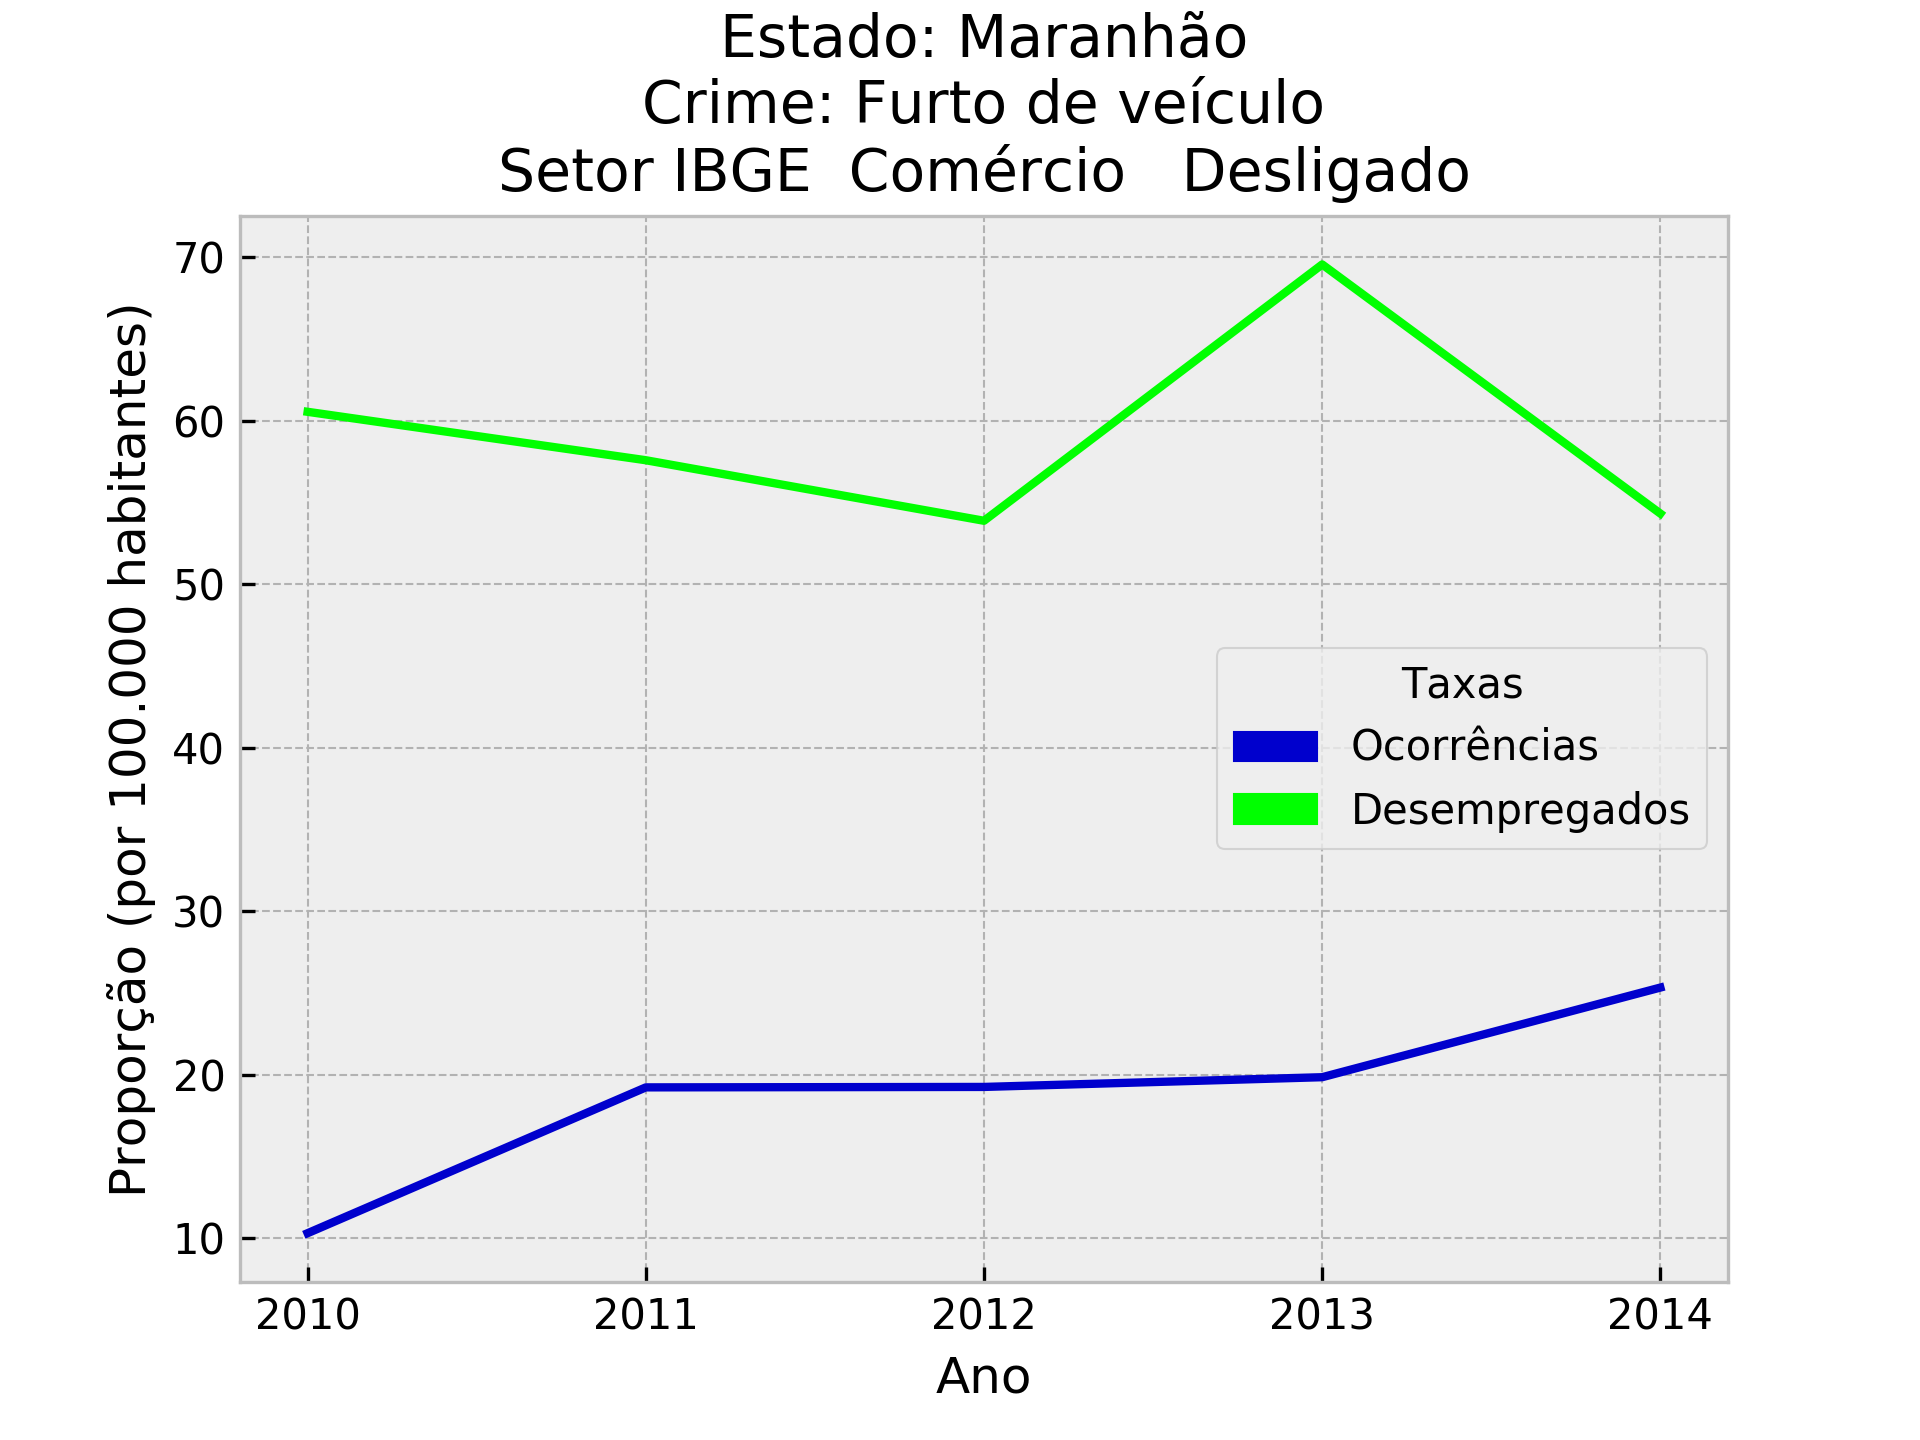 Estado: Maranhão
Crime: Furto de veículo
Setor IBGE  Comércio   Desligado
Proporção (por 100.000 habitantes)
70
60
50
40
30
20
10
Taxas
Ocorrências
Desempregados
2010 2011 2012 2013 2014
Ano